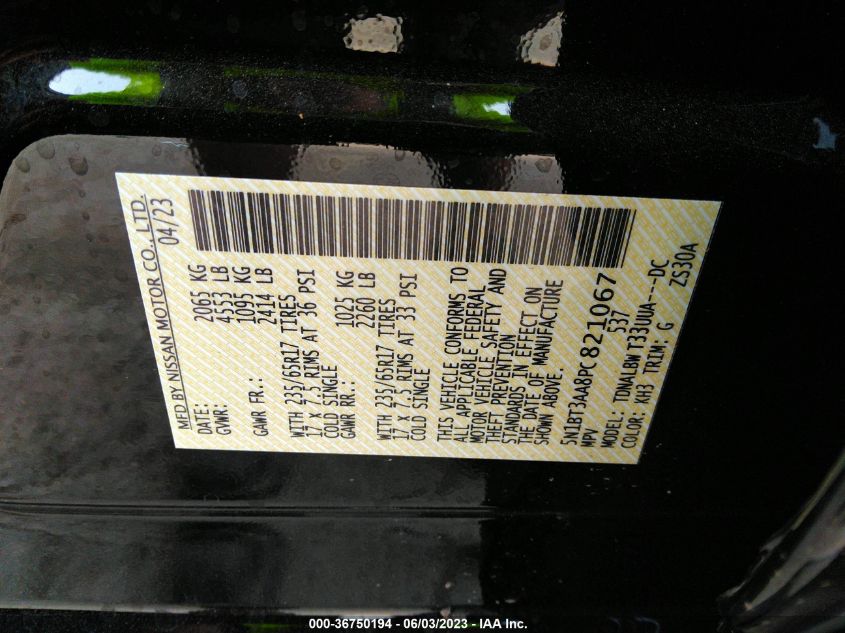 MFD BY NISSAN MOTOR CO., LTD.
DATE: 04/23
GVWR: 2065 KG
4553 LB
GAWR FR.: 1095 KG
2414 LB
WITH 235/65R17 TIRES
17 X 7.5 RIMS AT 36 PSI
COLD SINGLE
GAWR RR.: 1025 KG
2260 LB
WITH 235/65R17 TIRES
17 X 7.5 RIMS AT 33 PSI
COLD SINGLE
THIS VEHICLE CONFORMS TO
ALL APPLICABLE FEDERAL
MOTOR VEHICLE SAFETY AND
THEFT PREVENTION
STANDARDS IN EFFECT ON
THE DATE OF MANUFACTURE
SHOWN ABOVE.
5N1BT3AA8PC821067
MPV 537
MODEL: TDNALBW T33UUA---DC
COLOR: KH3 TRIM: G ZS30A
000-36750194 - 06/03/2023 - IAA Inc.